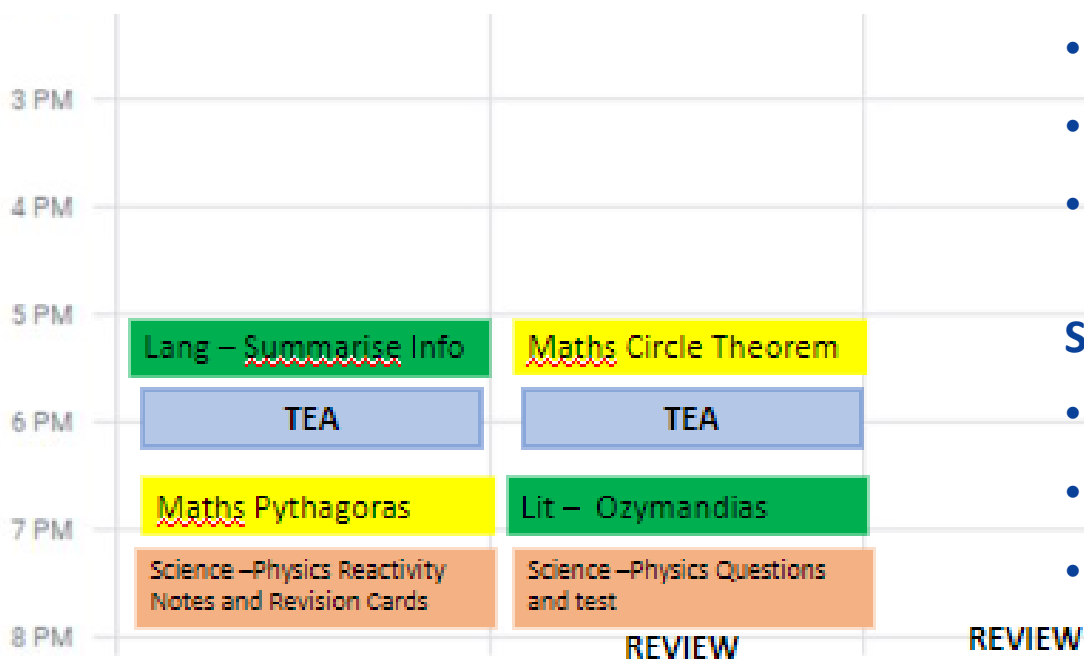 3 PM
4 PM
5 PM
Lang – Summarise Info
Maths Circle Theorem
S
TEA
TEA
6 PM
Maths Pythagoras
Lit – Ozymandias
7 PM
Science –Physics Reactivity
Notes and Revision Cards
Science –Physics Questions
and test
8 PM
REVIEW
REVIEW